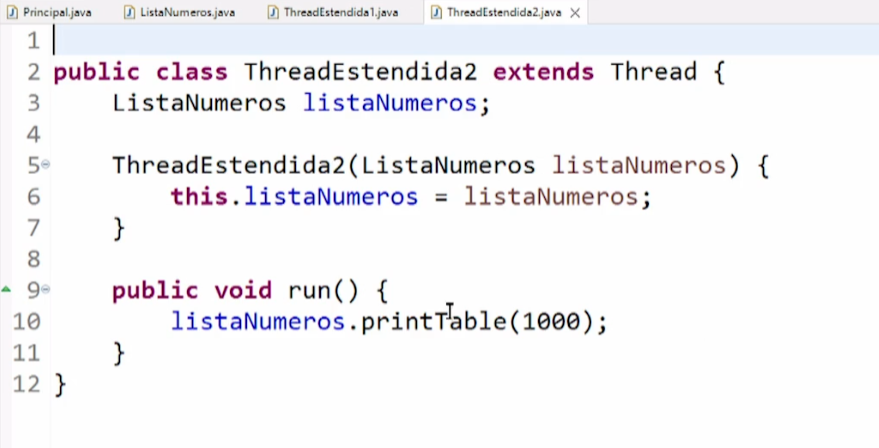 Principal.java ListaNumeros.java ThreadEstendida1.java ThreadEstendida2.java
1
2 public class ThreadEstendida2 extends Thread {
3 ListaNumeros listaNumeros;
4
5 ThreadEstendida2(ListaNumeros listaNumeros) {
6 this.listaNumeros = listaNumeros;
7 }
8
9 public void run() {
10 listaNumeros.printTable(1000);
11 }
12 }